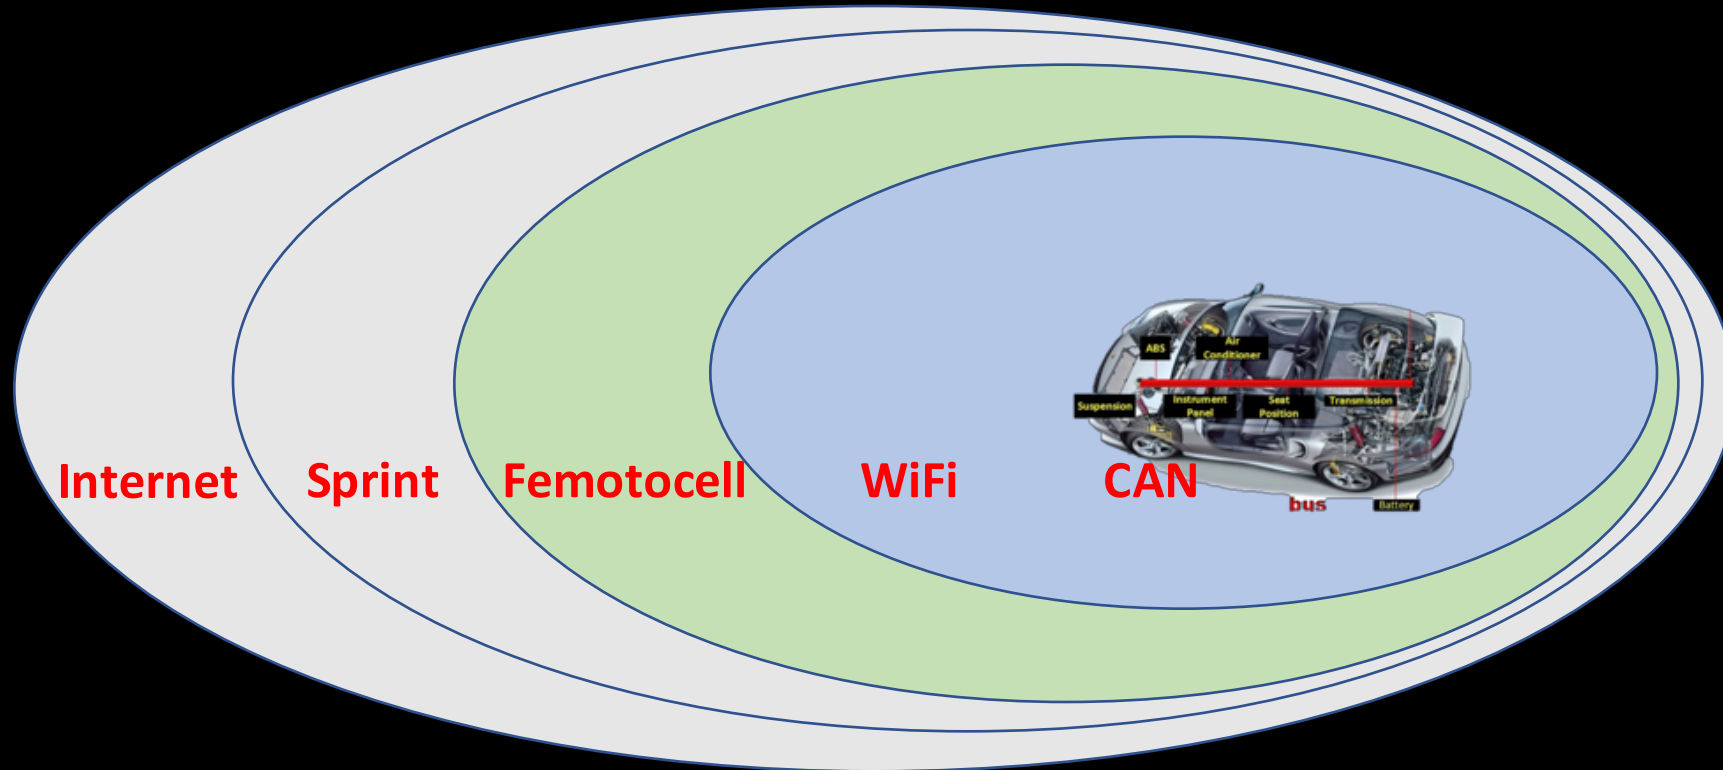 ABS
Air
Conditioner
Suspension
Instrument
Panel
Seat
Position
Transmission
Internet
Sprint
Femotocell
WiFi
CAN
bus
Battery